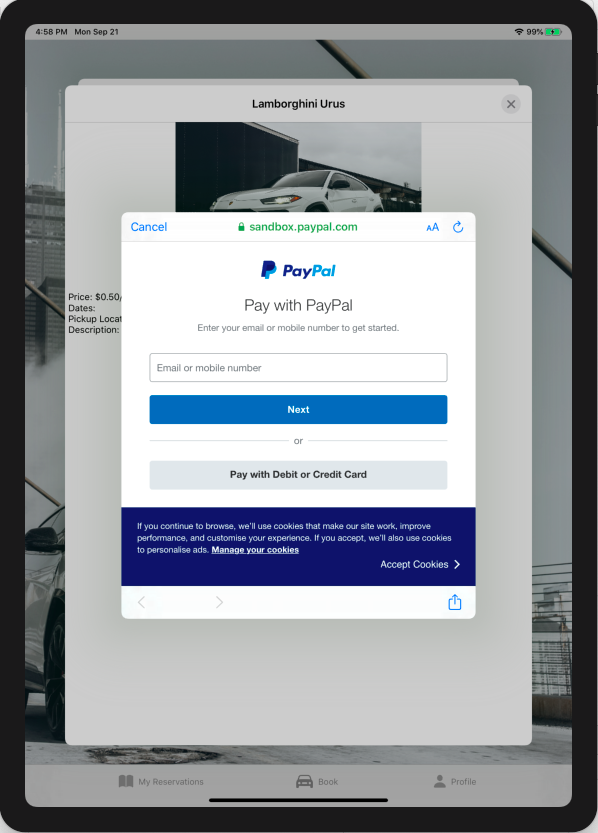 4:58 PM Mon Sep 21
99%
Lamborghini Urus
Cancel
sandbox.paypal.com
AA
PayPal
Pay with PayPal
Enter your email or mobile number to get started.
Email or mobile number
Next
or
Pay with Debit or Credit Card
Price: $0.50/
Dates:
Pickup Locat
Description:
If you continue to browse, we'll use cookies that make our site work, improve
performance, and customise your experience. If you accept, we'll also use cookies
to personalise ads. Manage your cookies
Accept Cookies
My Reservations
Book
Profile